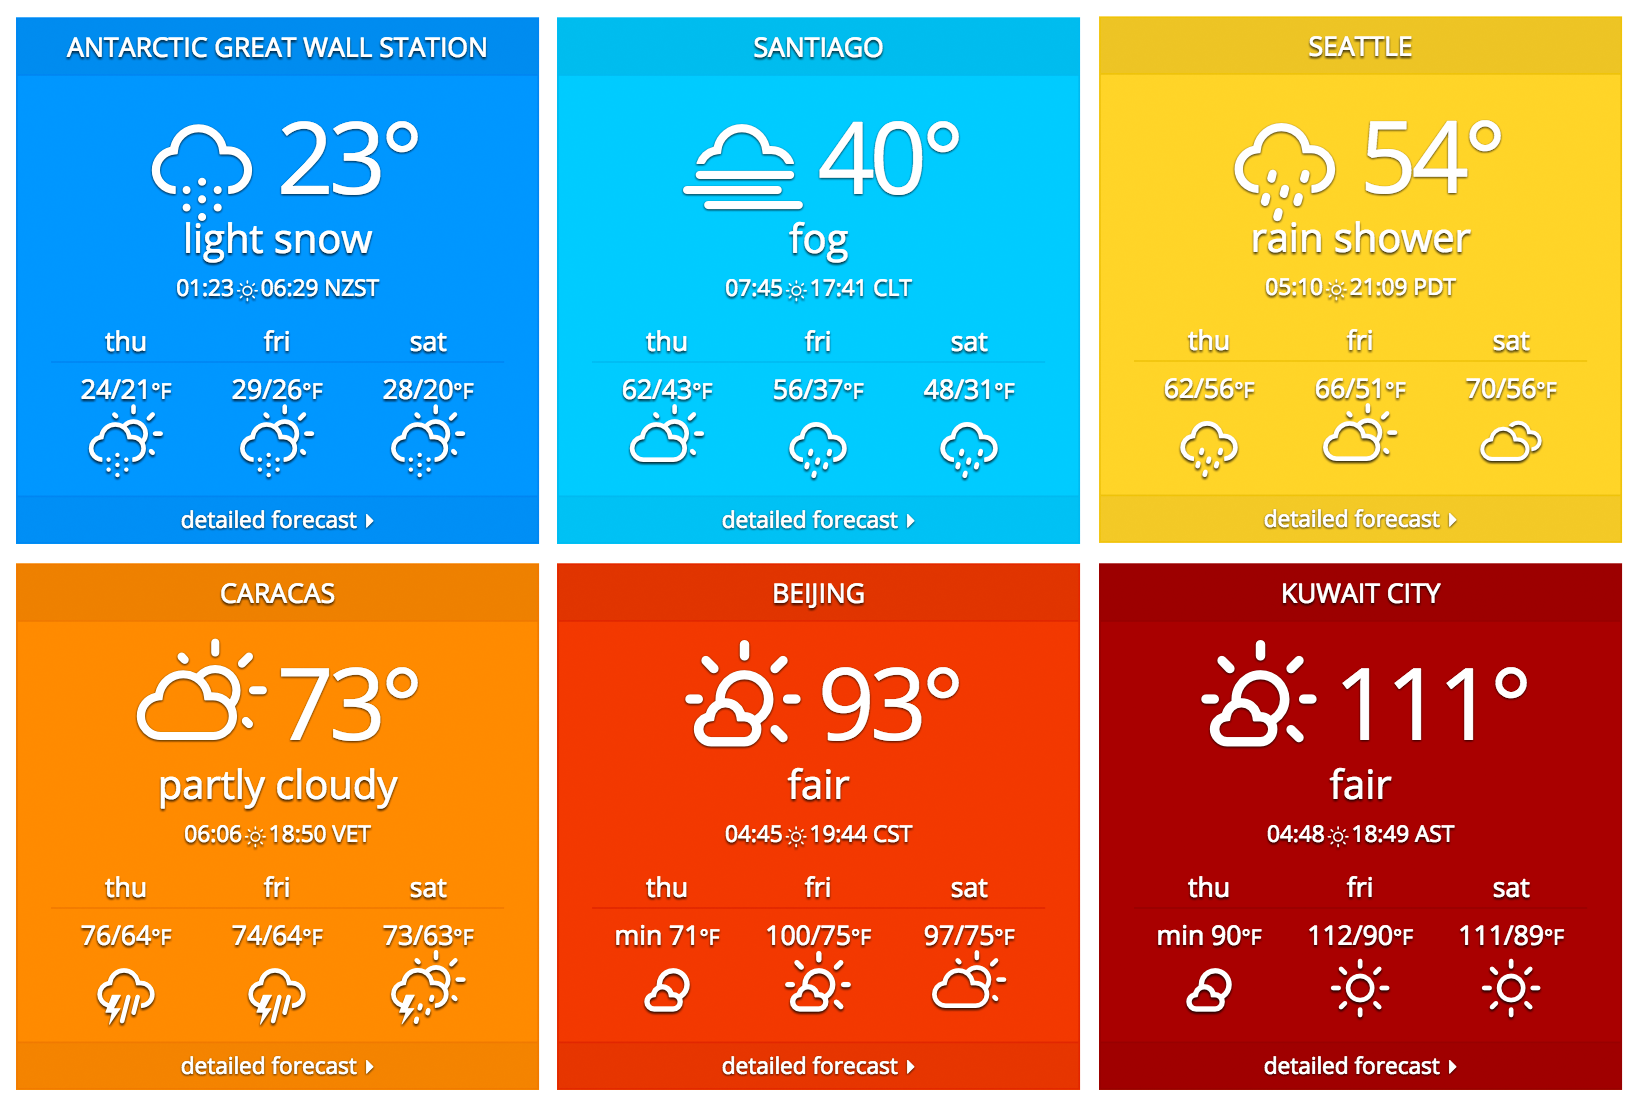 ANTARCTIC GREAT WALL STATION
23°
light snow
01:23 06:29 NZST
thu fri sat
24/21°F 29/26°F 28/20°F
detailed forecast
SANTIAGO
40°
fog
07:45 17:41 CLT
thu fri sat
62/43°F 56/37°F 48/31°F
detailed forecast
SEATTLE
54°
rain shower
05:10 21:09 PDT
thu fri sat
62/56°F 66/51°F 70/56°F
detailed forecast
CARACAS
73°
partly cloudy
06:06 18:50 VET
thu fri sat
76/64°F 74/64°F 73/63°F
detailed forecast
BEIJING
93°
fair
04:45 19:44 CST
thu fri sat
min 71°F 100/75°F 97/75°F
detailed forecast
KUWAIT CITY
111°
fair
04:48 18:49 AST
thu fri sat
min 90°F 112/90°F 111/89°F
detailed forecast